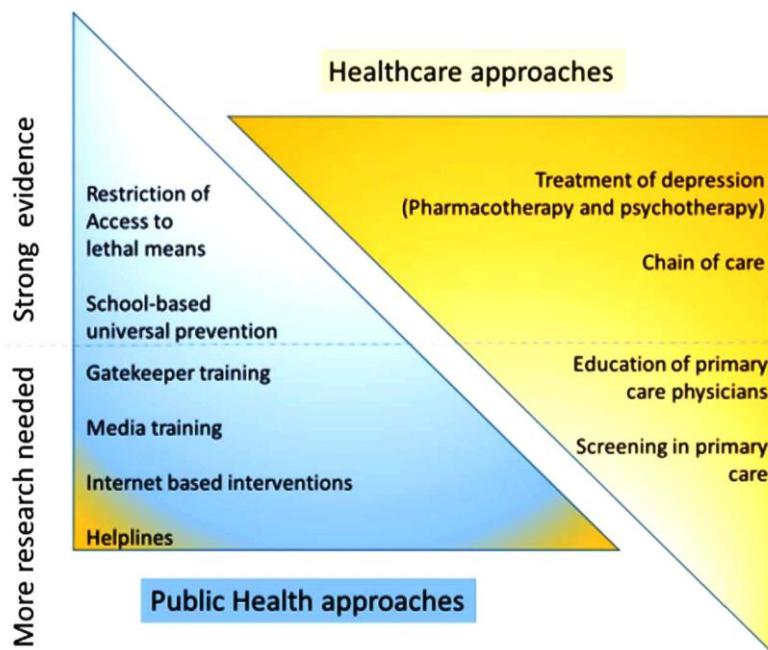 Healthcare approaches
Strong evidence
More research needed
Restriction of
Access to
lethal means
School-based
universal prevention
Gatekeeper training
Media training
Internet based interventions
Helplines
Treatment of depression
(Pharmacotherapy and psychotherapy)
Chain of care
Education of primary
care physicians
Screening in primary
care
Public Health approaches